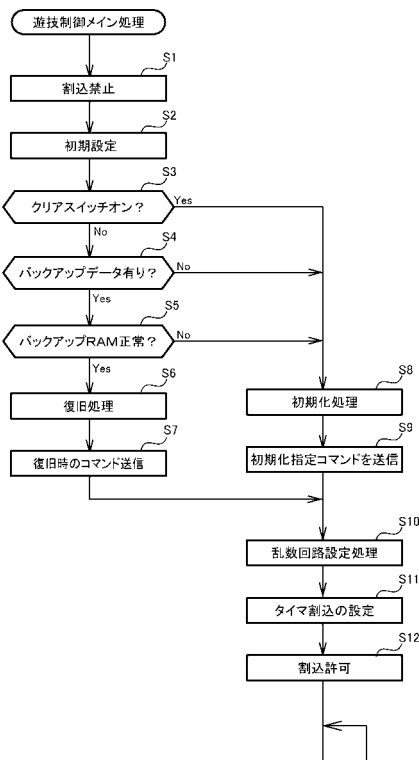 遊技制御メイン処理
S1
割込禁止
S2
初期設定
S3
クリアスイッチオン？
Yes
No
S4
バックアップデータ有り？
No
Yes
S5
バックアップRAM正常？
No
Yes
S6
復旧処理
S7
復旧時のコマンド送信
S8
初期化処理
S9
初期化指定コマンドを送信
S10
乱数回路設定処理
S11
タイマ割込の設定
S12
割込許可